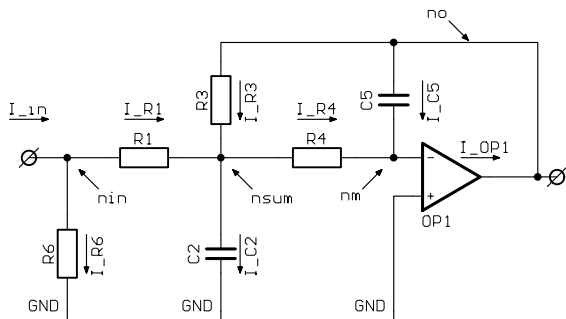 no
R3
I_R3
C5
I_C5
I_in
I_R1
I_R4
R1
R4
I_OP1
nin
nsum
nm
OP1
R6
I_R6
C2
I_C2
GND
GND
GND